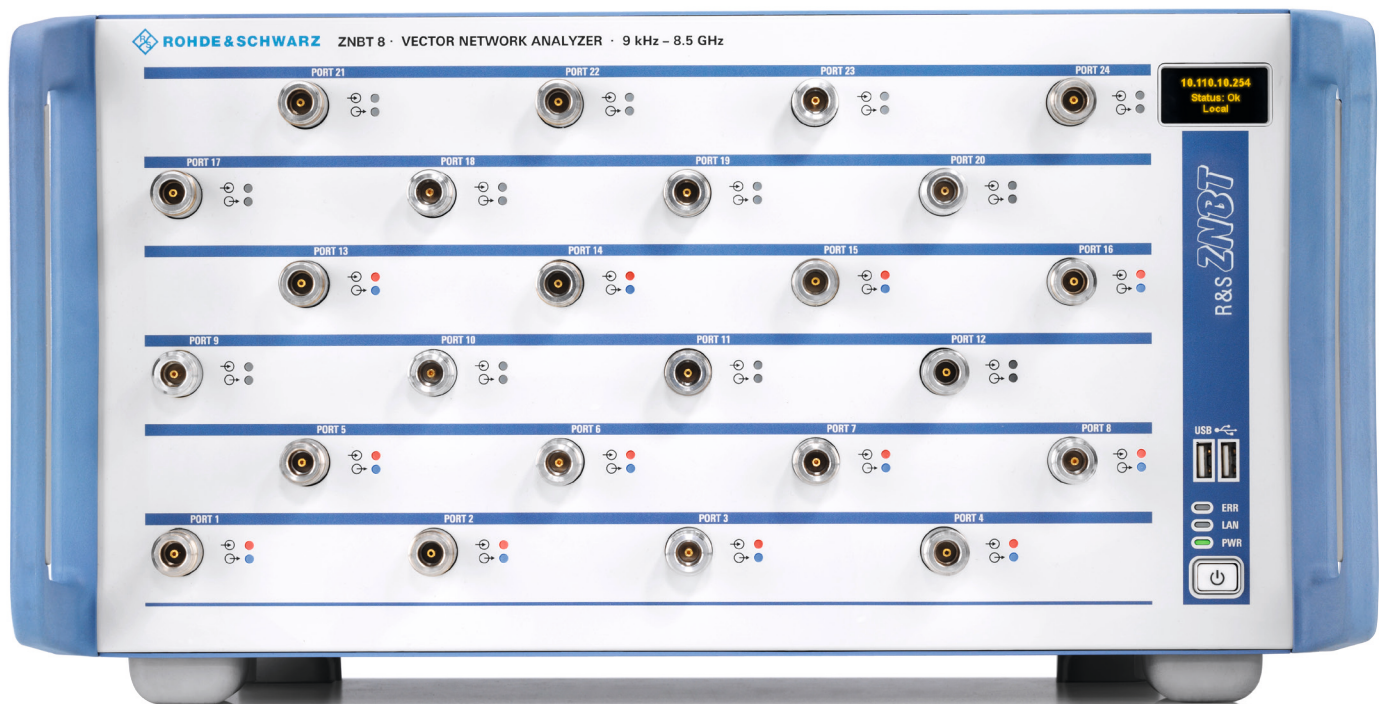 R&S ROHDE & SCHWARZ ZNBT 8 · VECTOR NETWORK ANALYZER · 9 kHz – 8.5 GHz
PORT 21 PORT 22 PORT 23 PORT 24
10.110.10.254
Status: Ok
Local
PORT 17 PORT 18 PORT 19 PORT 20
R&S ZNBT
PORT 13 PORT 14 PORT 15 PORT 16
PORT 9 PORT 10 PORT 11 PORT 12
PORT 5 PORT 6 PORT 7 PORT 8
USB
ERR
LAN
PWR
PORT 1 PORT 2 PORT 3 PORT 4